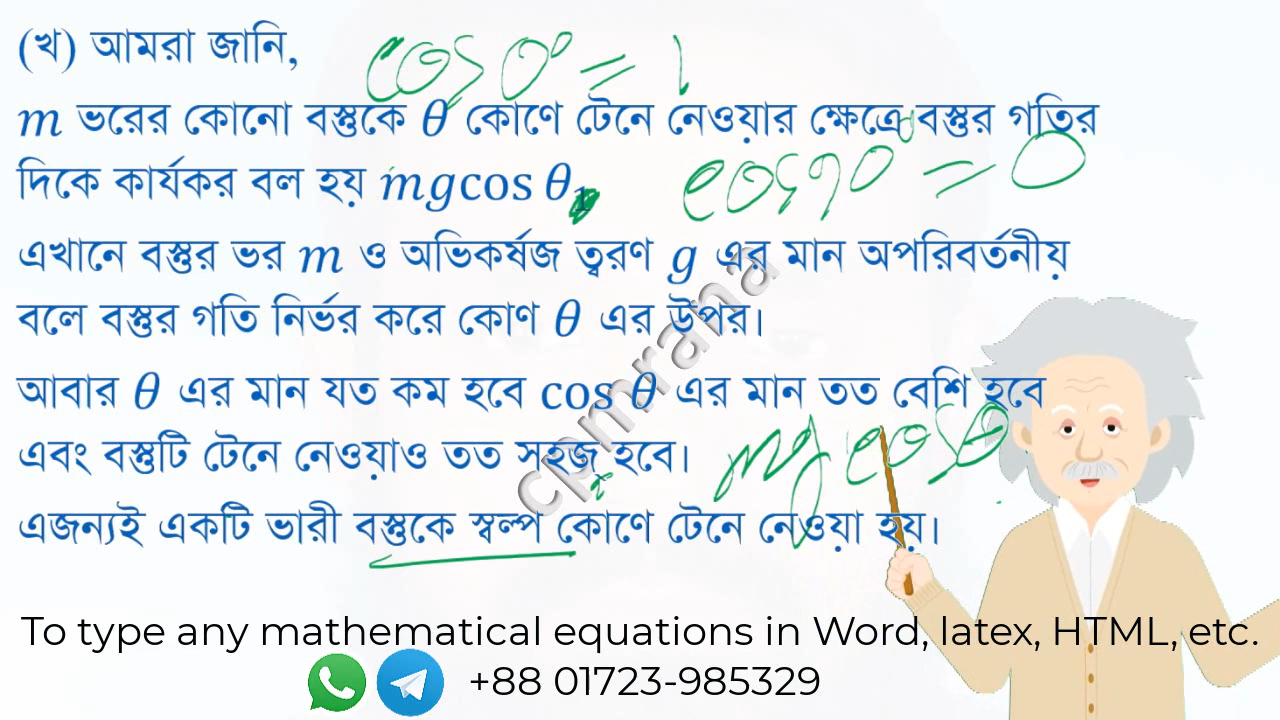 (খ) আমরা জানি,
cos 0° = 1
m ভরের কোনো বস্তুকে θ কোণে টেনে নেওয়ার ক্ষেত্রে বস্তুর গতির
দিকে কার্যকর বল হয় mg cos θ
cos 90° = 0
এখানে বস্তুর ভর m ও অভিকর্ষজ ত্বরণ g এর মান অপরিবর্তনীয়
বলে বস্তুর গতি নির্ভর করে কোণ θ এর উপর।
আবার θ এর মান যত কম হবে cos θ এর মান তত বেশি হবে
এবং বস্তুটি টেনে নেওয়াও তত সহজ হবে।
mg cosθ
এজন্যই একটি ভারী বস্তুকে স্বল্প কোণে টেনে নেওয়া হয়।
cpmrana
To type any mathematical equations in Word, latex, HTML, etc.
+88 01723-985329